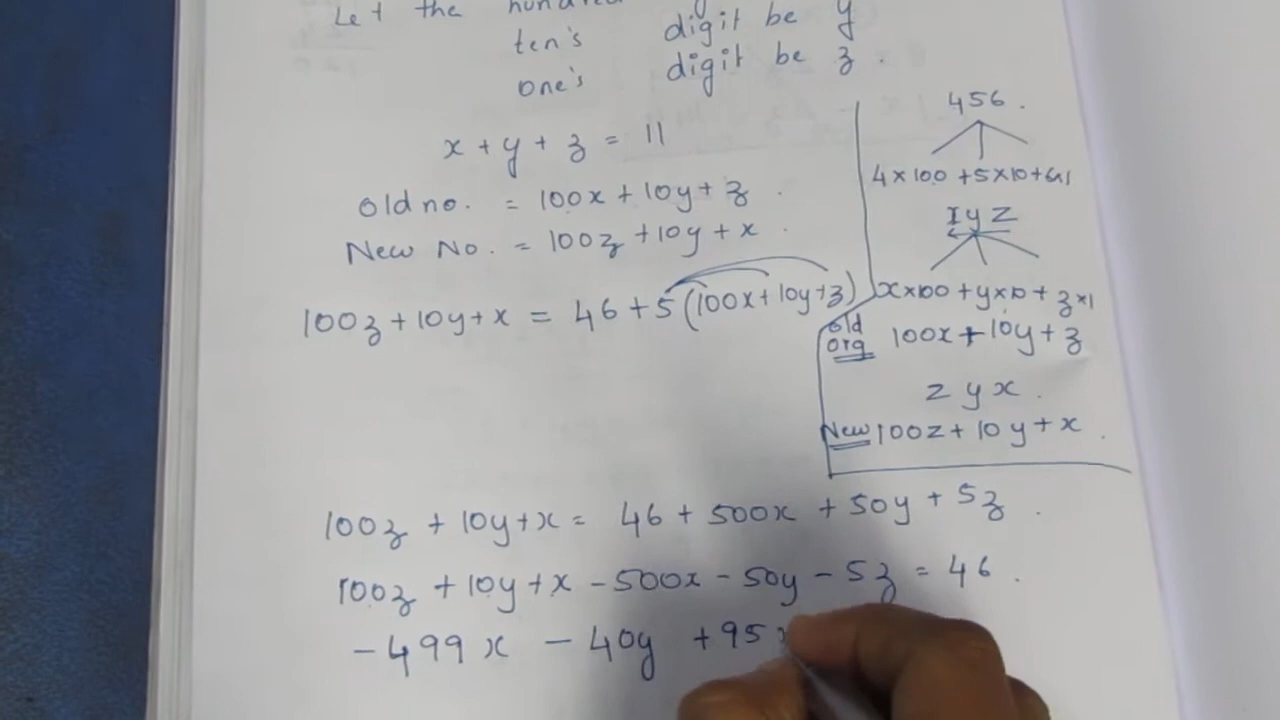 Let the
ten's digit be y
one's digit be z.
x + y + z = 11
Old no. = 100x + 10y + z.
New No. = 100z + 10y + x.
100z + 10y + x = 46 + 5(100x + 10y + z)
456.
4 × 100 + 5 × 10 + 6×1
x y z
x×100 + y×10 + z×1
old
org 100x + 10y + z
z y x.
New 100z + 10y + x.
100z + 10y + x = 46 + 500x + 50y + 5z.
100z + 10y + x - 500x - 50y - 5z = 46.
- 499x - 40y + 95